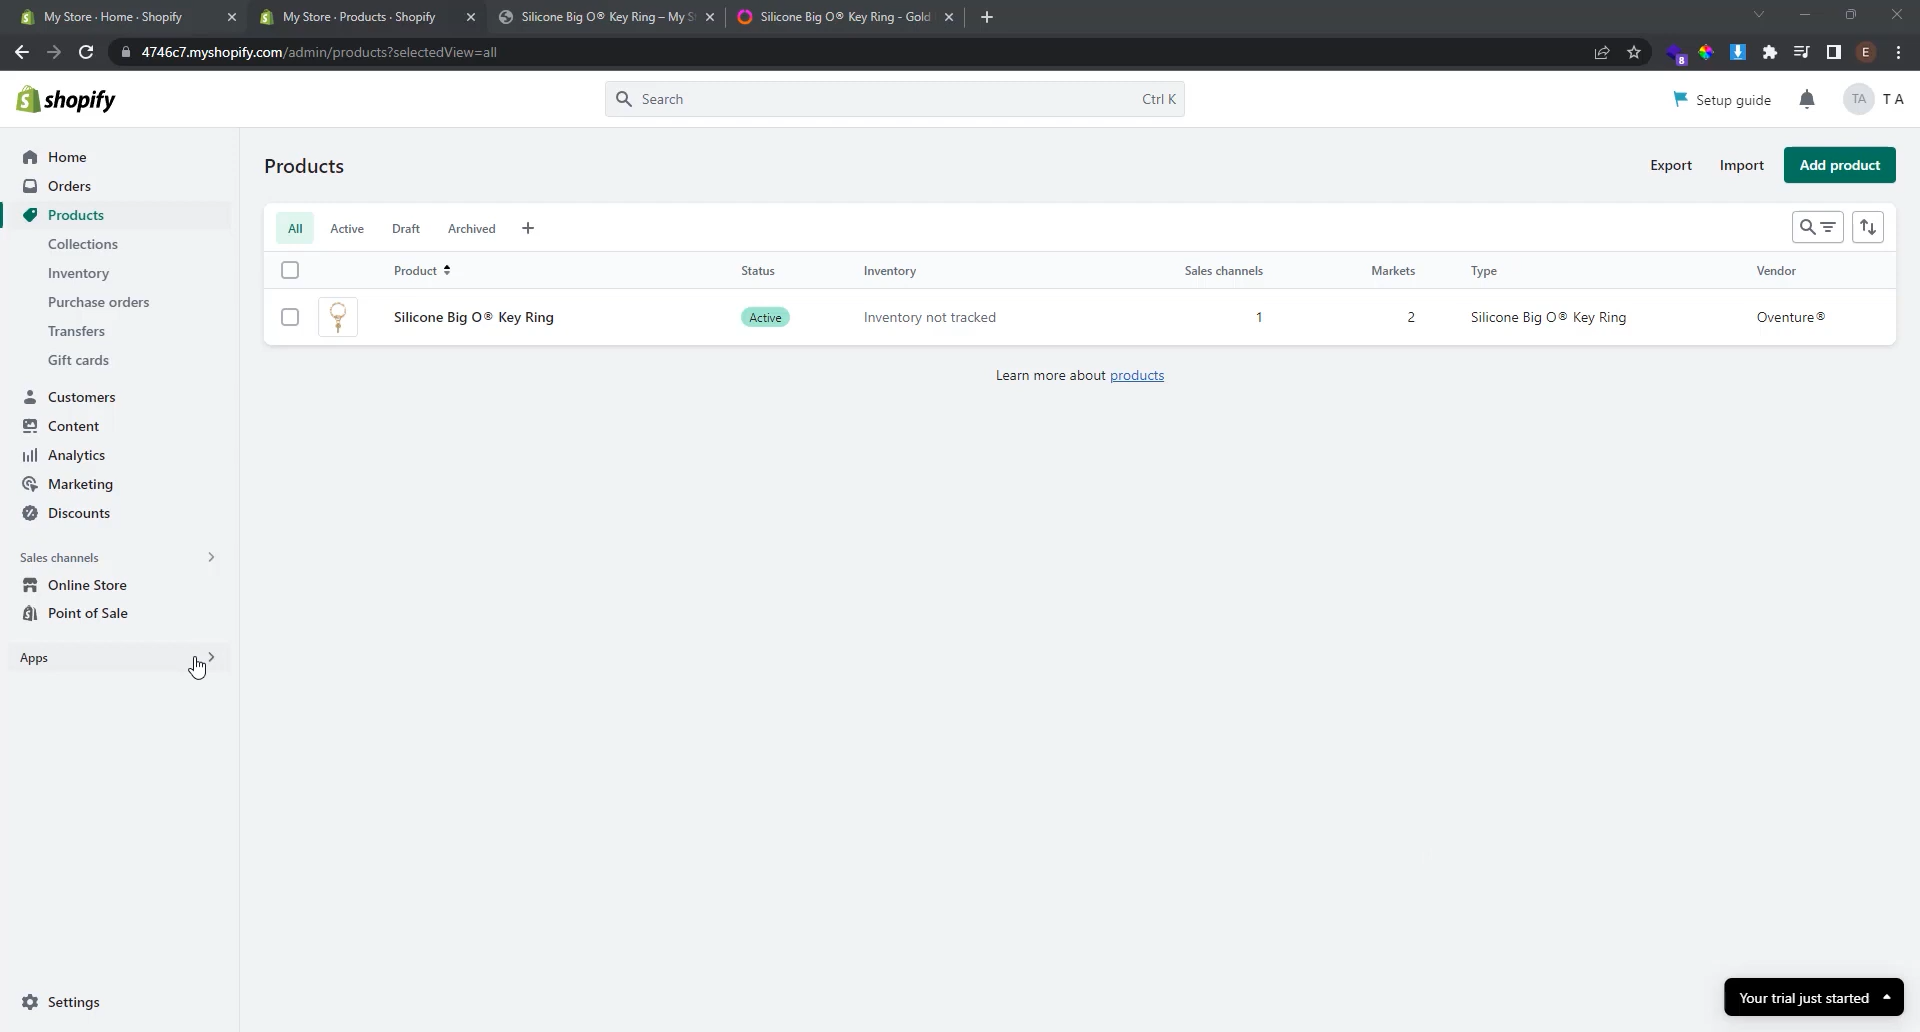 My Store · Home · Shopify
My Store · Products · Shopify
Silicone Big O® Key Ring – My S
Silicone Big O® Key Ring - Gold
4746c7.myshopify.com/admin/products?selectedView=all
8
E
shopify
Search
Ctrl K
Setup guide
TA
T A
Home
Orders
Products
Collections
Inventory
Purchase orders
Transfers
Gift cards
Customers
Content
Analytics
Marketing
Discounts
Sales channels
Online Store
Point of Sale
Apps
Settings
Products
Export
Import
Add product
All
Active
Draft
Archived
Product
Status
Inventory
Sales channels
Markets
Type
Vendor
Silicone Big O® Key Ring
Active
Inventory not tracked
1
2
Silicone Big O® Key Ring
Oventure®
Learn more about products
Your trial just started